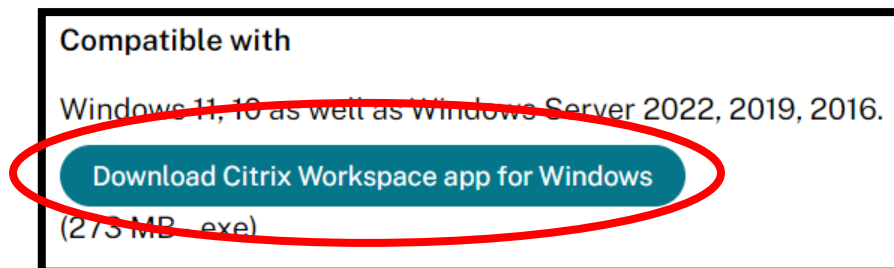 Compatible with
Windows 11, 10 as well as Windows Server 2022, 2019, 2016.
Download Citrix Workspace app for Windows
(273 MB - exe)